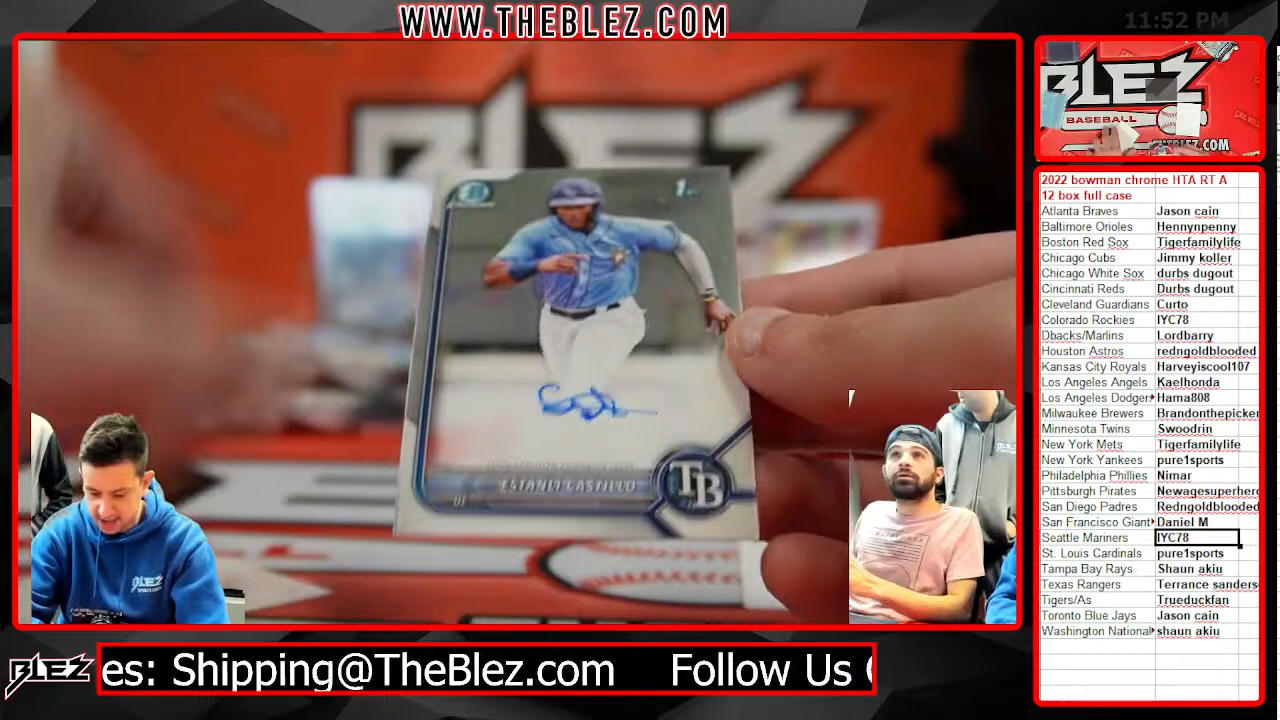 WWW.THEBLEZ.COM
11:52 PM
BLEZ
BLEZ
BASEBALL
THEBLEZ.COM
1st
ESTANLI CASTILLO
OF
TB
2022 bowman chrome HTA RT A
12 box full case
Atlanta Braves Jason cain
Baltimore Orioles Hennynpenny
Boston Red Sox Tigerfamilylife
Chicago Cubs Jimmy koller
Chicago White Sox durbs dugout
Cincinnati Reds Durbs dugout
Cleveland Guardians Curto
Colorado Rockies IYC78
Dbacks/Marlins Lordbarry
Houston Astros redngoldblooded
Kansas City Royals Harveyiscool107
Los Angeles Angels Kaelhonda
Los Angeles Dodger Hama808
Milwaukee Brewers Brandonthepicker
Minnesota Twins Swoodrin
New York Mets Tigerfamilylife
New York Yankees pure1sports
Philadelphia Phillies Nimar
Pittsburgh Pirates Newagesuperhero
San Diego Padres Redngoldblooded
San Francisco Giant Daniel M
Seattle Mariners IYC78
St. Louis Cardinals pure1sports
Tampa Bay Rays Shaun akiu
Texas Rangers Terrance sanders
Tigers/As Trueduckfan
Toronto Blue Jays Jason cain
Washington National shaun akiu
BLEZ
BLEZ
es: Shipping@TheBlez.com Follow Us